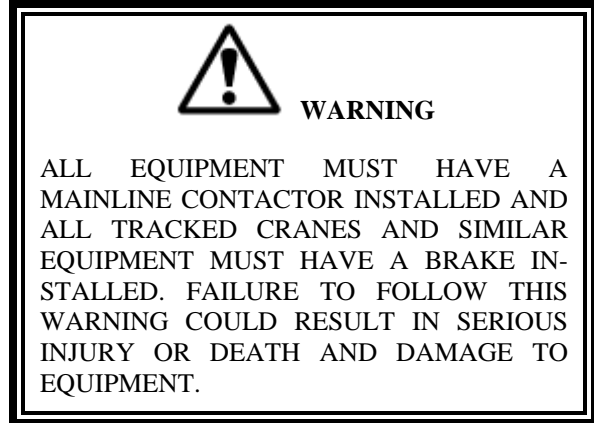 WARNING
ALL EQUIPMENT MUST HAVE A
MAINLINE CONTACTOR INSTALLED AND
ALL TRACKED CRANES AND SIMILAR
EQUIPMENT MUST HAVE A BRAKE IN-
STALLED. FAILURE TO FOLLOW THIS
WARNING COULD RESULT IN SERIOUS
INJURY OR DEATH AND DAMAGE TO
EQUIPMENT.